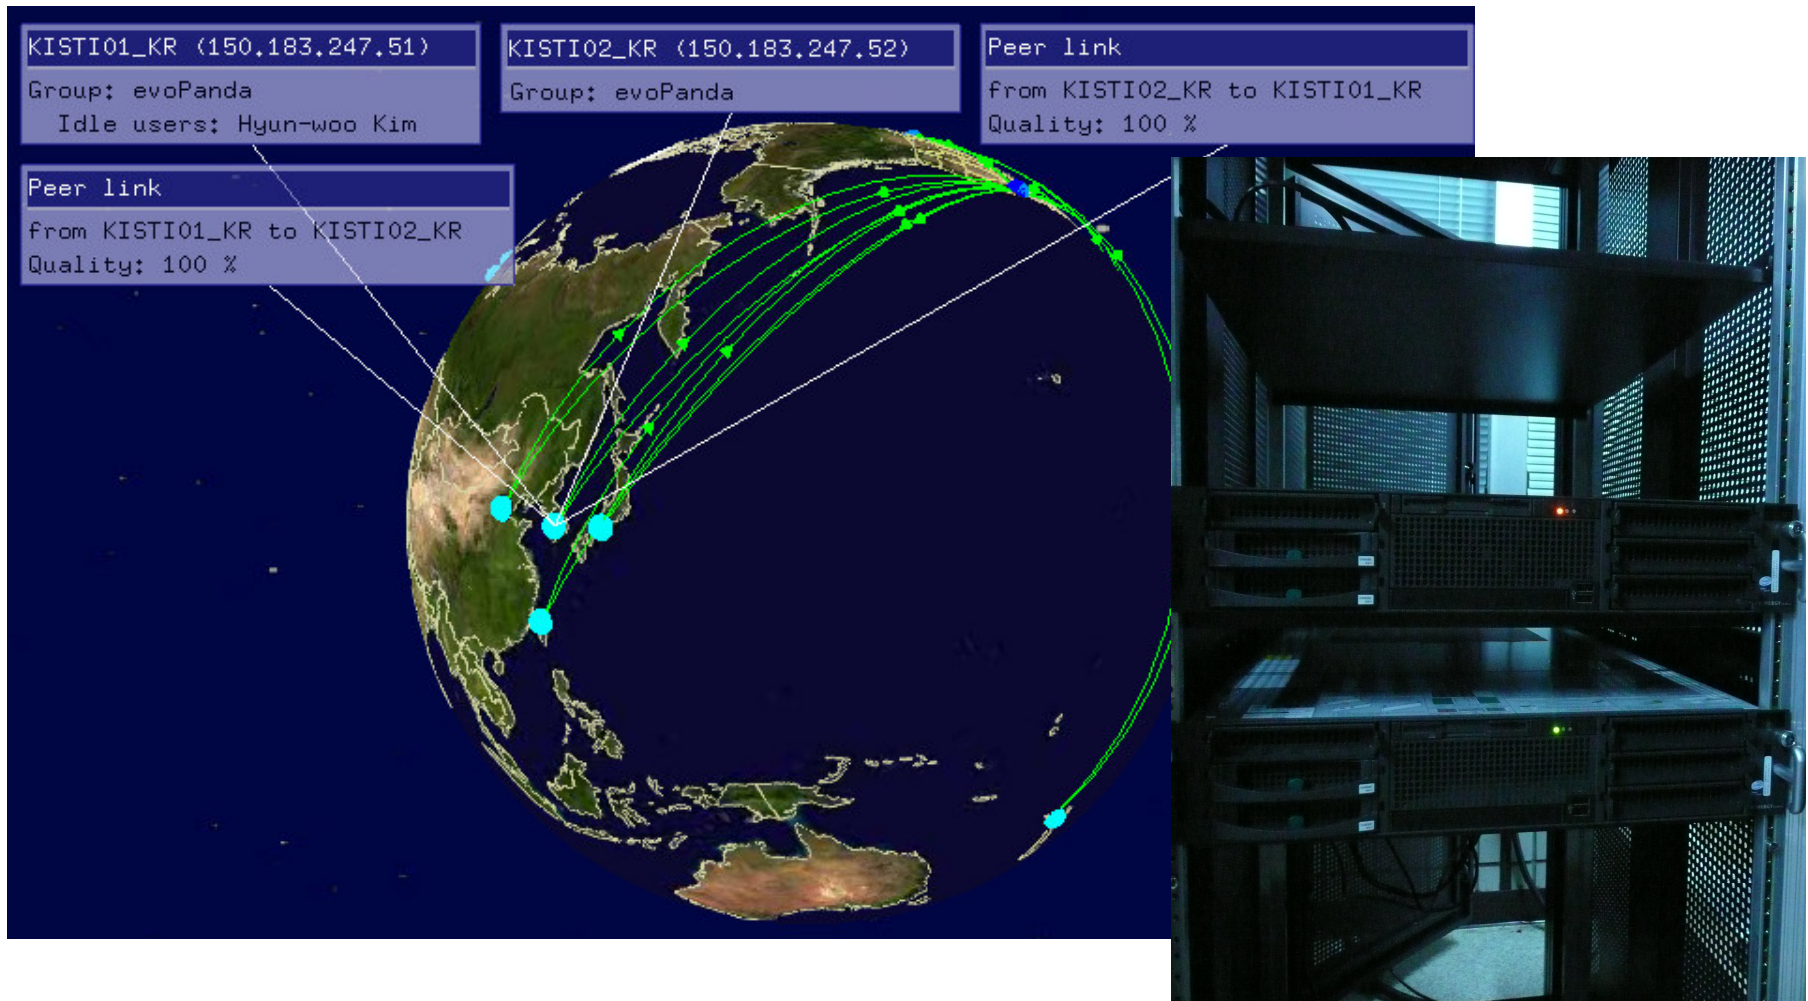 KISTI01_KR (150.183.247.51)
Group: evoPanda
Idle users: Hyun-woo Kim
KISTI02_KR (150.183.247.52)
Group: evoPanda
Peer link
from KISTI02_KR to KISTI01_KR
Quality: 100 %
Peer link
from KISTI01_KR to KISTI02_KR
Quality: 100 %